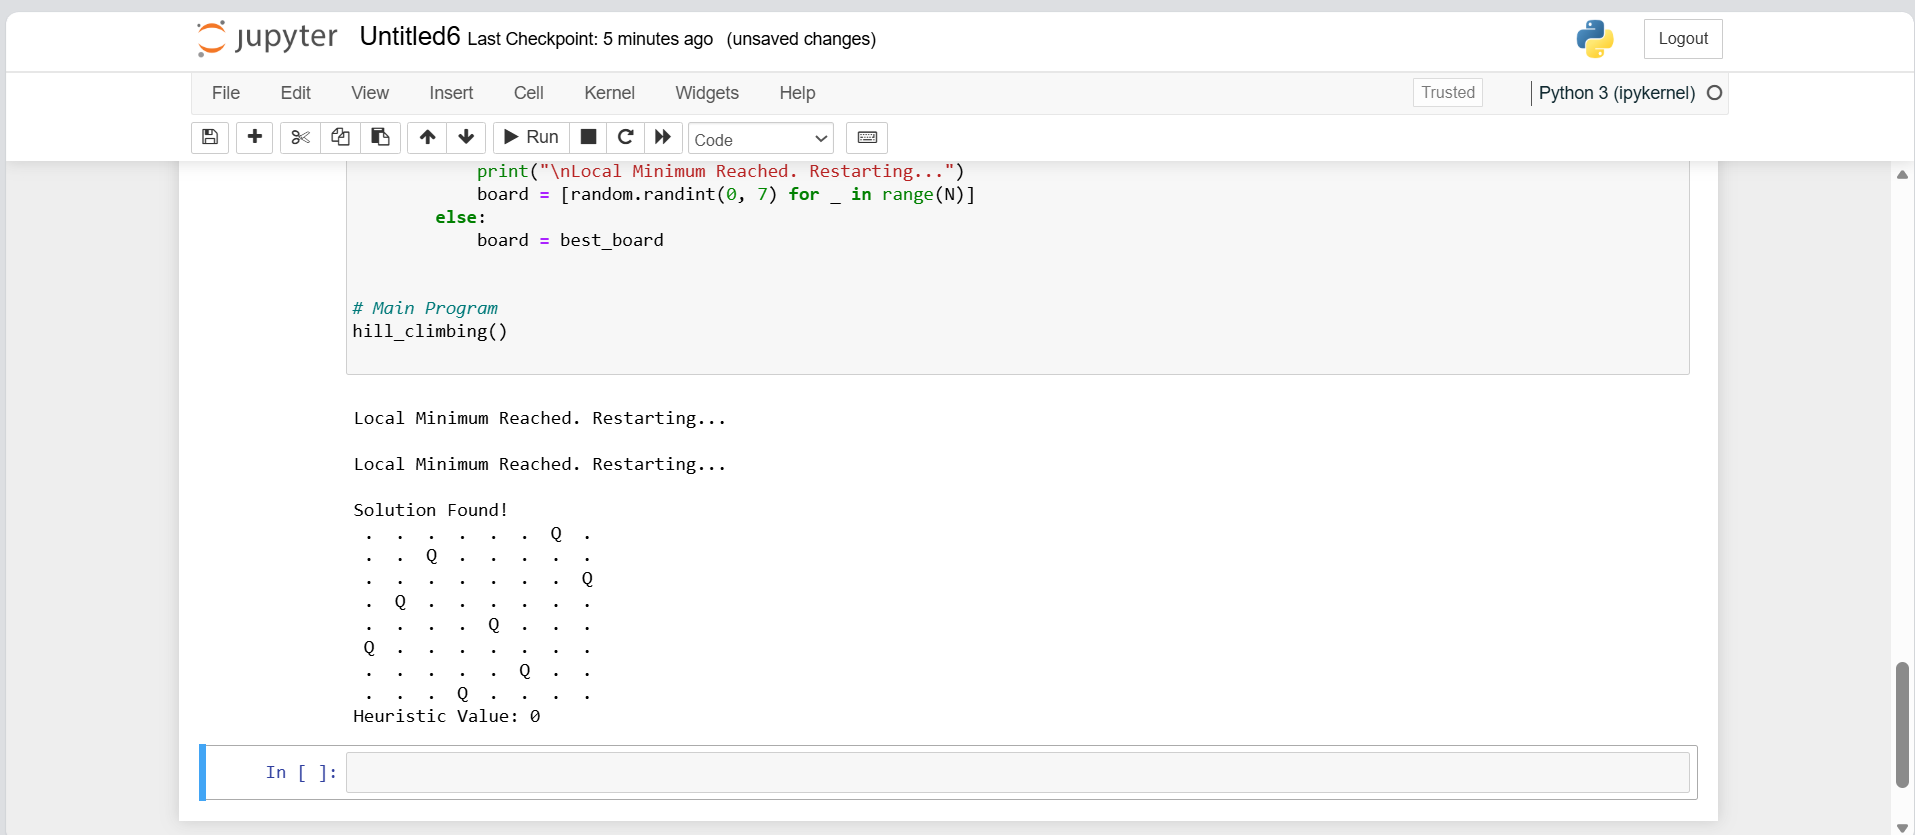 jupyter Untitled6 Last Checkpoint: 5 minutes ago (unsaved changes) Logout
File Edit View Insert Cell Kernel Widgets Help Trusted Python 3 (ipykernel)
Run Code
print("\nLocal Minimum Reached. Restarting...")
board = [random.randint(0, 7) for _ in range(N)]
else:
board = best_board
# Main Program
hill_climbing()
Local Minimum Reached. Restarting...
Local Minimum Reached. Restarting...
Solution Found!
. . . . . . Q .
. . Q . . . . .
. . . . . . . Q
. Q . . . . . .
. . . . Q . . .
Q . . . . . . .
. . . . . Q . .
. . . Q . . . .
Heuristic Value: 0
In [ ]: